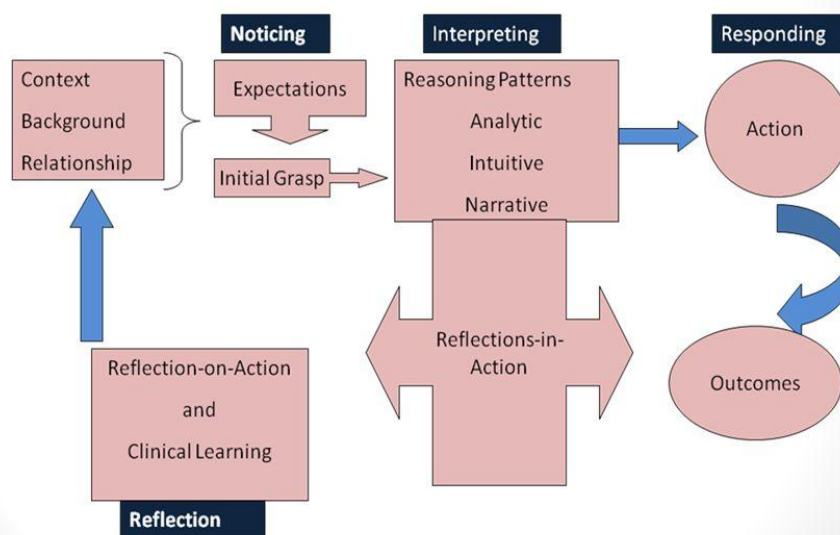 Noticing
Interpreting
Responding
Context
Background
Relationship
Expectations
Initial Grasp
Reasoning Patterns
Analytic
Intuitive
Narrative
Action
Reflections-in-
Action
Outcomes
Reflection-on-Action
and
Clinical Learning
Reflection